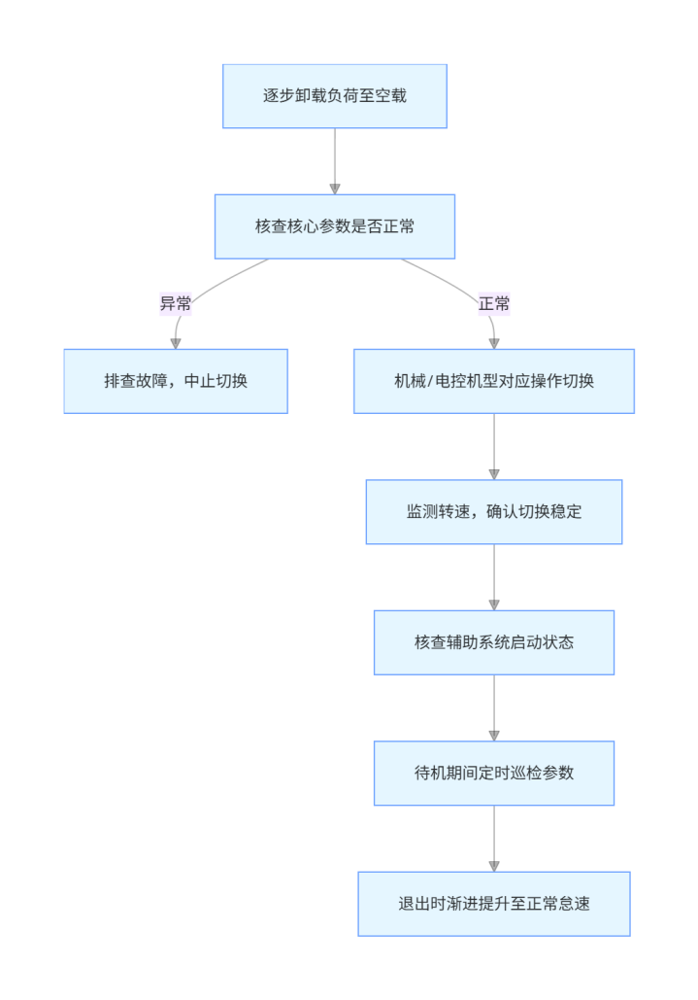 逐步卸载负荷至空载
核查核心参数是否正常
异常
正常
排查故障，中止切换
机械/电控机型对应操作切换
监测转速，确认切换稳定
核查辅助系统启动状态
待机期间定时巡检参数
退出时渐进提升至正常怠速